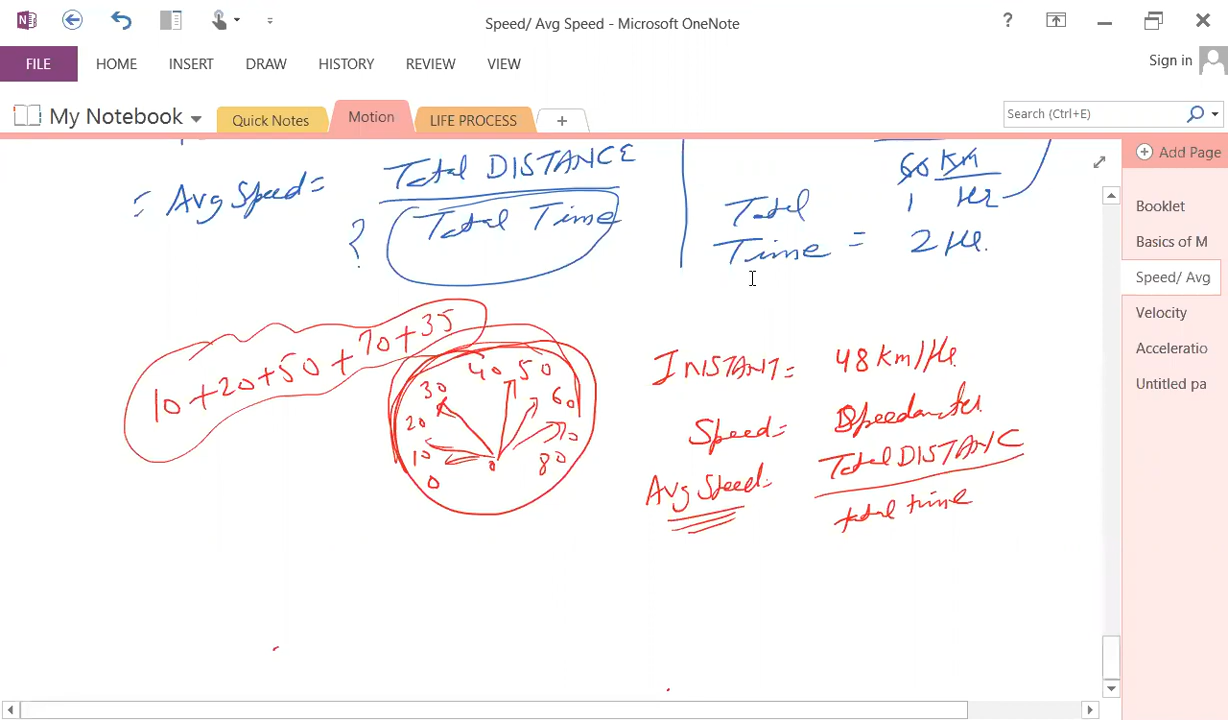 Speed/ Avg Speed - Microsoft OneNote
?
FILE HOME INSERT DRAW HISTORY REVIEW VIEW
Sign in
My Notebook Quick Notes Motion LIFE PROCESS +
Search (Ctrl+E)
Add Page
Booklet
Basics of M
Speed/ Avg
Velocity
Acceleratio
Untitled pa
= Avg Speed = Total DISTANCE
? Total Time
60 Km
1 Hr
Total
Time = 2 Hr.
10+20+50+70+35
0 10 20 30 40 50 60 70 80
0
INISTANT = 48 Km/Hr.
Speed = Speedometer
Avg Speed = Total DISTANC
total time